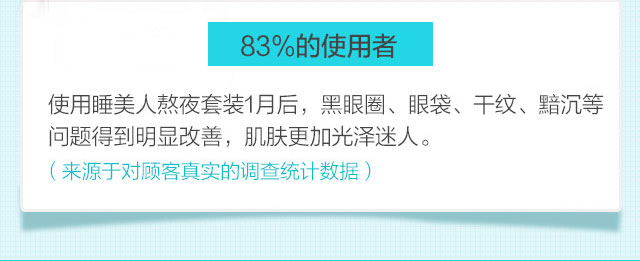 83%的使用者
使用睡美人熬夜套装1月后，黑眼圈、眼袋、干纹、黯沉等
问题得到明显改善，肌肤更加光泽迷人。
（来源于对顾客真实的调查统计数据）